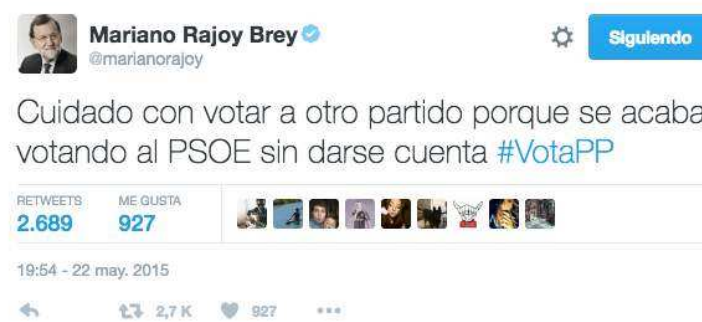 Mariano Rajoy Brey
@marianorajoy
Siguiendo
Cuidado con votar a otro partido porque se acaba
votando al PSOE sin darse cuenta #VotaPP
RETWEETS ME GUSTA
2.689 927
19:54 - 22 may. 2015
2,7 K 927